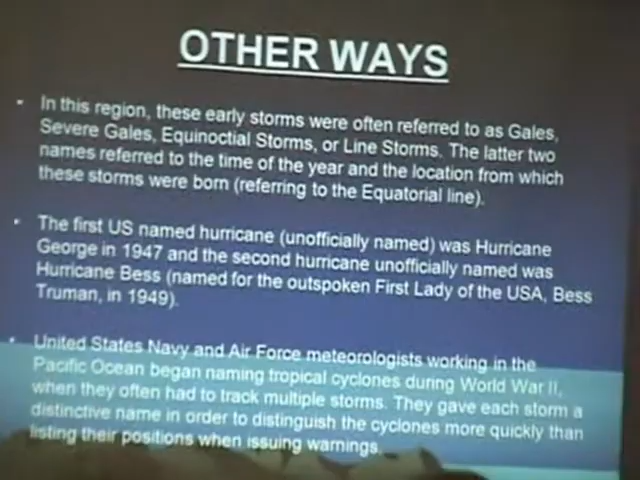 OTHER WAYS
• In this region, these early storms were often referred to as Gales,
Severe Gales, Equinoctial Storms, or Line Storms. The latter two
names referred to the time of the year and the location from which
these storms were born (referring to the Equatorial line).
• The first US named hurricane (unofficially named) was Hurricane
George in 1947 and the second hurricane unofficially named was
Hurricane Bess (named for the outspoken First Lady of the USA, Bess
Truman, in 1949).
• United States Navy and Air Force meteorologists working in the
Pacific Ocean began naming tropical cyclones during World War II,
when they often had to track multiple storms. They gave each storm a
distinctive name in order to distinguish the cyclones more quickly than
listing their positions when issuing warnings.